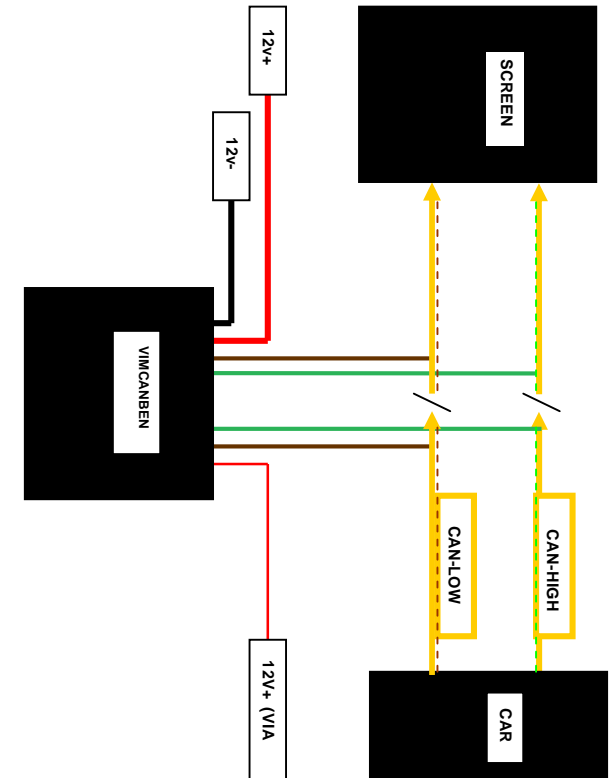 12v+
SCREEN
12v-
VIMCANBEN
CAN-LOW
CAN-HIGH
12V+ (VIA
CAR